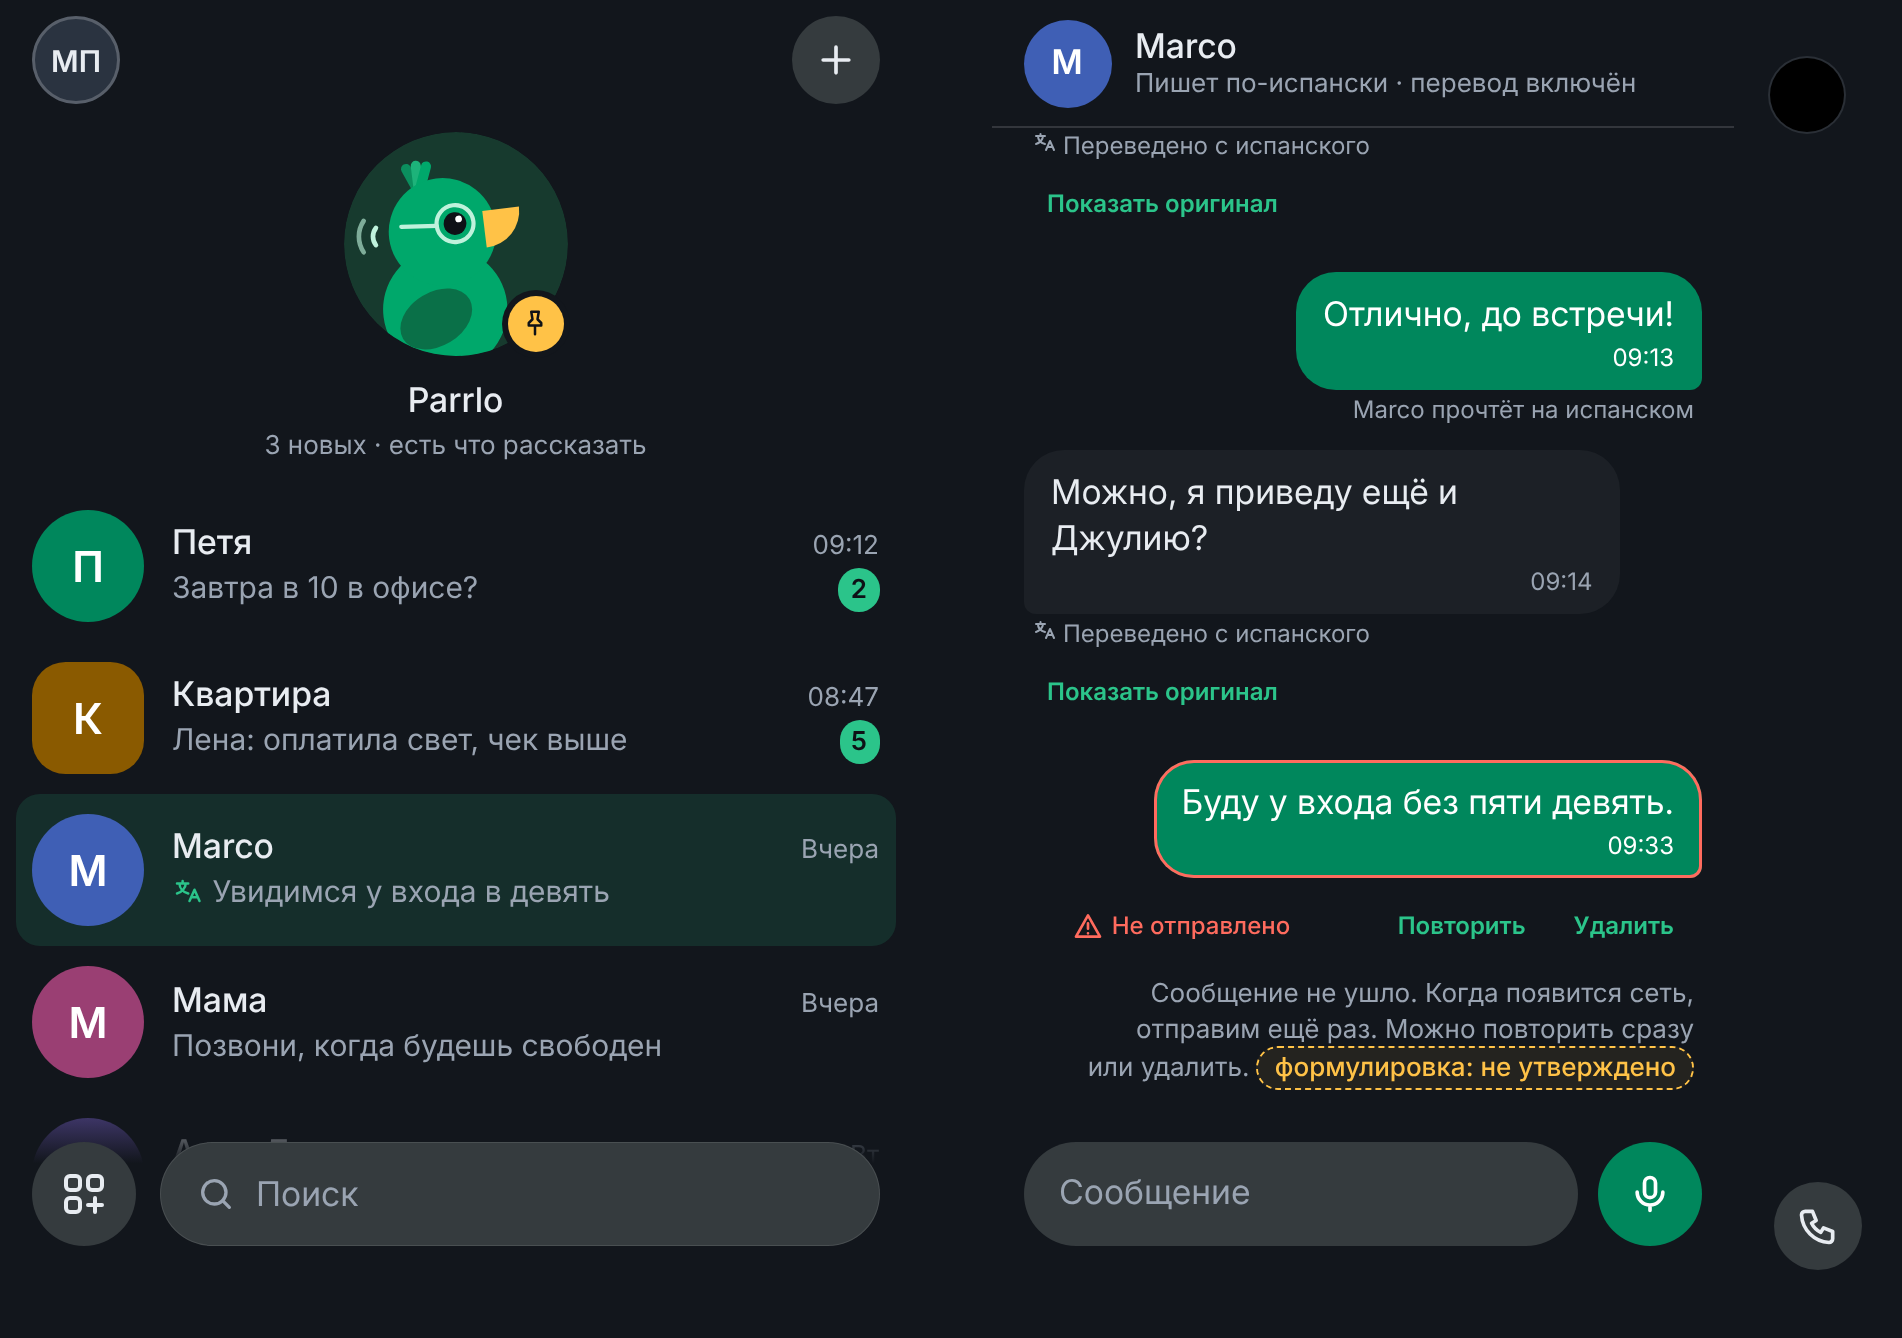 МП
Parrlo
3 новых · есть что рассказать
П
Петя
09:12
Завтра в 10 в офисе?
2
К
Квартира
08:47
Лена: оплатила свет, чек выше
5
M
Marco
Вчера
Увидимся у входа в девять
М
Мама
Вчера
Позвони, когда будешь свободен
Поиск
M
Marco
Пишет по-испански · перевод включён
Переведено с испанского
Показать оригинал
Отлично, до встречи!
09:13
Marco прочтёт на испанском
Можно, я приведу ещё и
Джулию?
09:14
Переведено с испанского
Показать оригинал
Буду у входа без пяти девять.
09:33
Не отправлено
Повторить
Удалить
Сообщение не ушло. Когда появится сеть,
отправим ещё раз. Можно повторить сразу
или удалить. формулировка: не утверждено
Сообщение